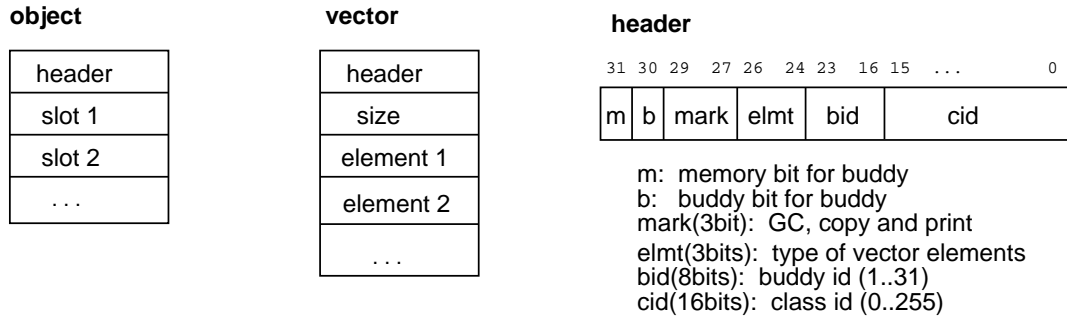 object
header
slot 1
slot 2
. . .
vector
header
size
element 1
element 2
. . .
header
31 30 29 27 26 24 23 16 15 ... 0
m b mark elmt bid cid
m: memory bit for buddy
b: buddy bit for buddy
mark(3bit): GC, copy and print
elmt(3bits): type of vector elements
bid(8bits): buddy id (1..31)
cid(16bits): class id (0..255)